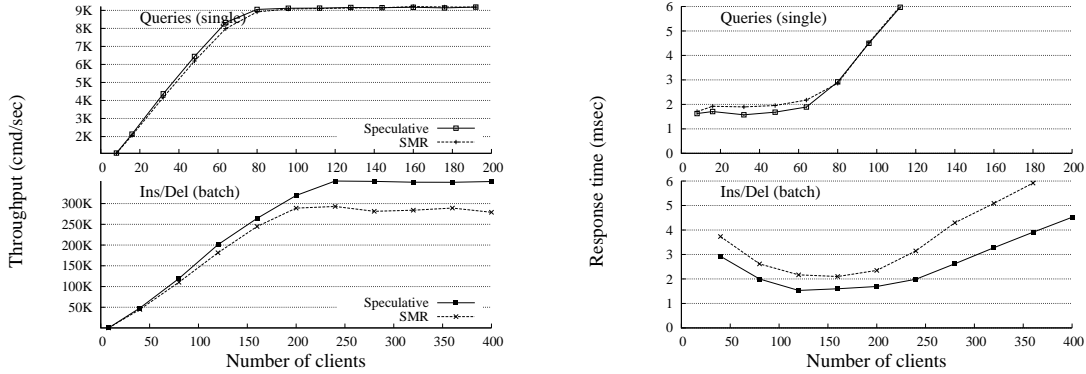 Throughput (cmd/sec)
Queries (single)
9K
8K
7K
6K
5K
4K
3K
2K
Speculative
SMR
0 20 40 60 80 100 120 140 160 180 200
Ins/Del (batch)
300K
250K
200K
150K
100K
50K
Speculative
SMR
0 50 100 150 200 250 300 350 400
Number of clients
Response time (msec)
Queries (single)
6
5
4
3
2
1
0
0 20 40 60 80 100 120 140 160 180 200
Ins/Del (batch)
6
5
4
3
2
1
0
0 50 100 150 200 250 300 350 400
Number of clients